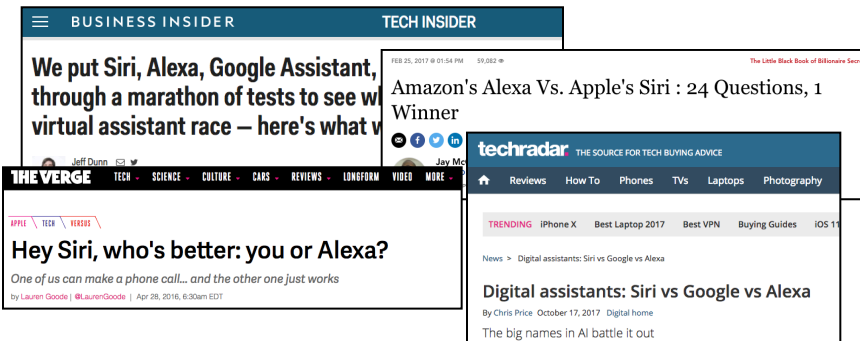 BUSINESS INSIDER TECH INSIDER
We put Siri, Alexa, Google Assistant,
through a marathon of tests to see
virtual assistant race — here's what
Jeff Dunn
FEB 25, 2017 @ 01:54 PM 59,082
The Little Black Book of Billionaire
Amazon's Alexa Vs. Apple's Siri : 24 Questions, 1
Winner
Jay
THE VERGE TECH SCIENCE CULTURE CARS REVIEWS LONGFORM VIDEO MORE
APPLE TECH VERSUS
Hey Siri, who's better: you or Alexa?
One of us can make a phone call... and the other one just works
by Lauren Goode | @LaurenGoode | Apr 28, 2016, 6:30am EDT
techradar. THE SOURCE FOR TECH BUYING ADVICE
Reviews How To Phones TVs Laptops Photography
TRENDING iPhone X Best Laptop 2017 Best VPN Buying Guides iOS 11
News > Digital assistants: Siri vs Google vs Alexa
Digital assistants: Siri vs Google vs Alexa
By Chris Price October 17, 2017 Digital home
The big names in AI battle it out